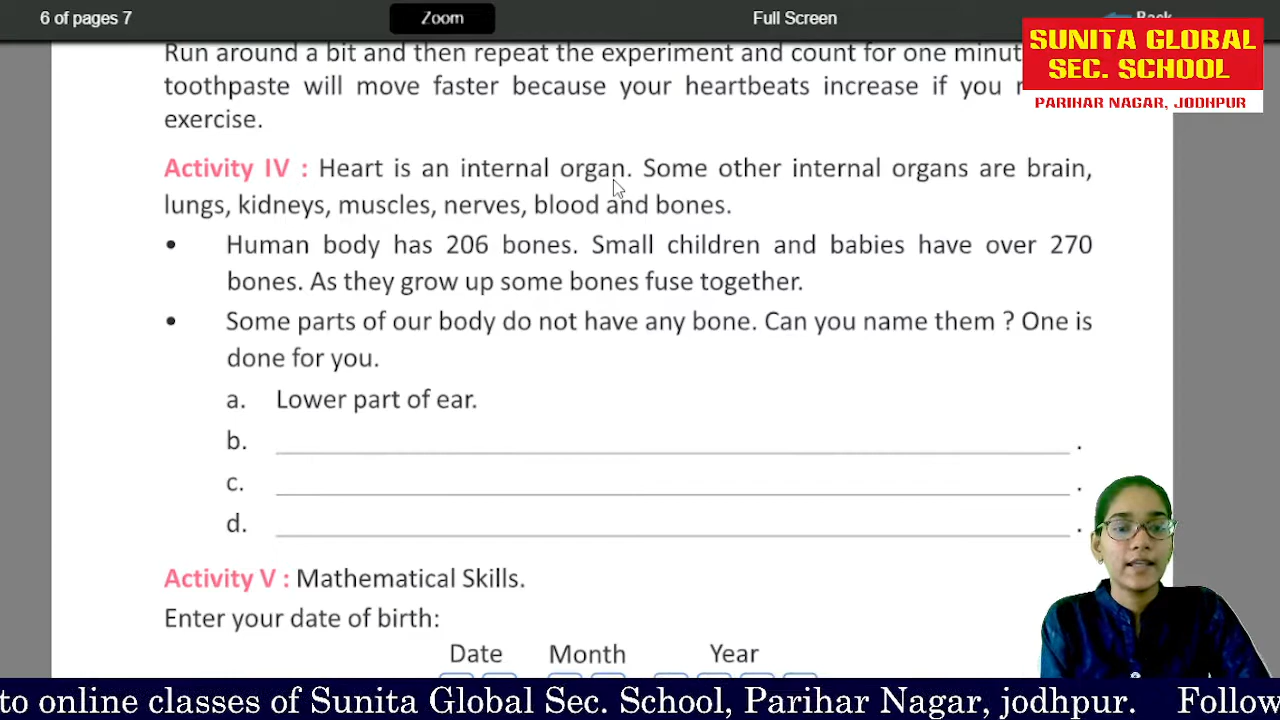 6 of pages 7
Zoom
Full Screen
Back
SUNITA GLOBAL
SEC. SCHOOL
PARIHAR NAGAR, JODHPUR
Run around a bit and then repeat the experiment and count for one minut
toothpaste will move faster because your heartbeats increase if you
exercise.
Activity IV : Heart is an internal organ. Some other internal organs are brain,
lungs, kidneys, muscles, nerves, blood and bones.
• Human body has 206 bones. Small children and babies have over 270
bones. As they grow up some bones fuse together.
• Some parts of our body do not have any bone. Can you name them ? One is
done for you.
a. Lower part of ear.
b. .
c. .
d. .
Activity V : Mathematical Skills.
Enter your date of birth:
Date Month Year
to online classes of Sunita Global Sec. School, Parihar Nagar, jodhpur. Follow